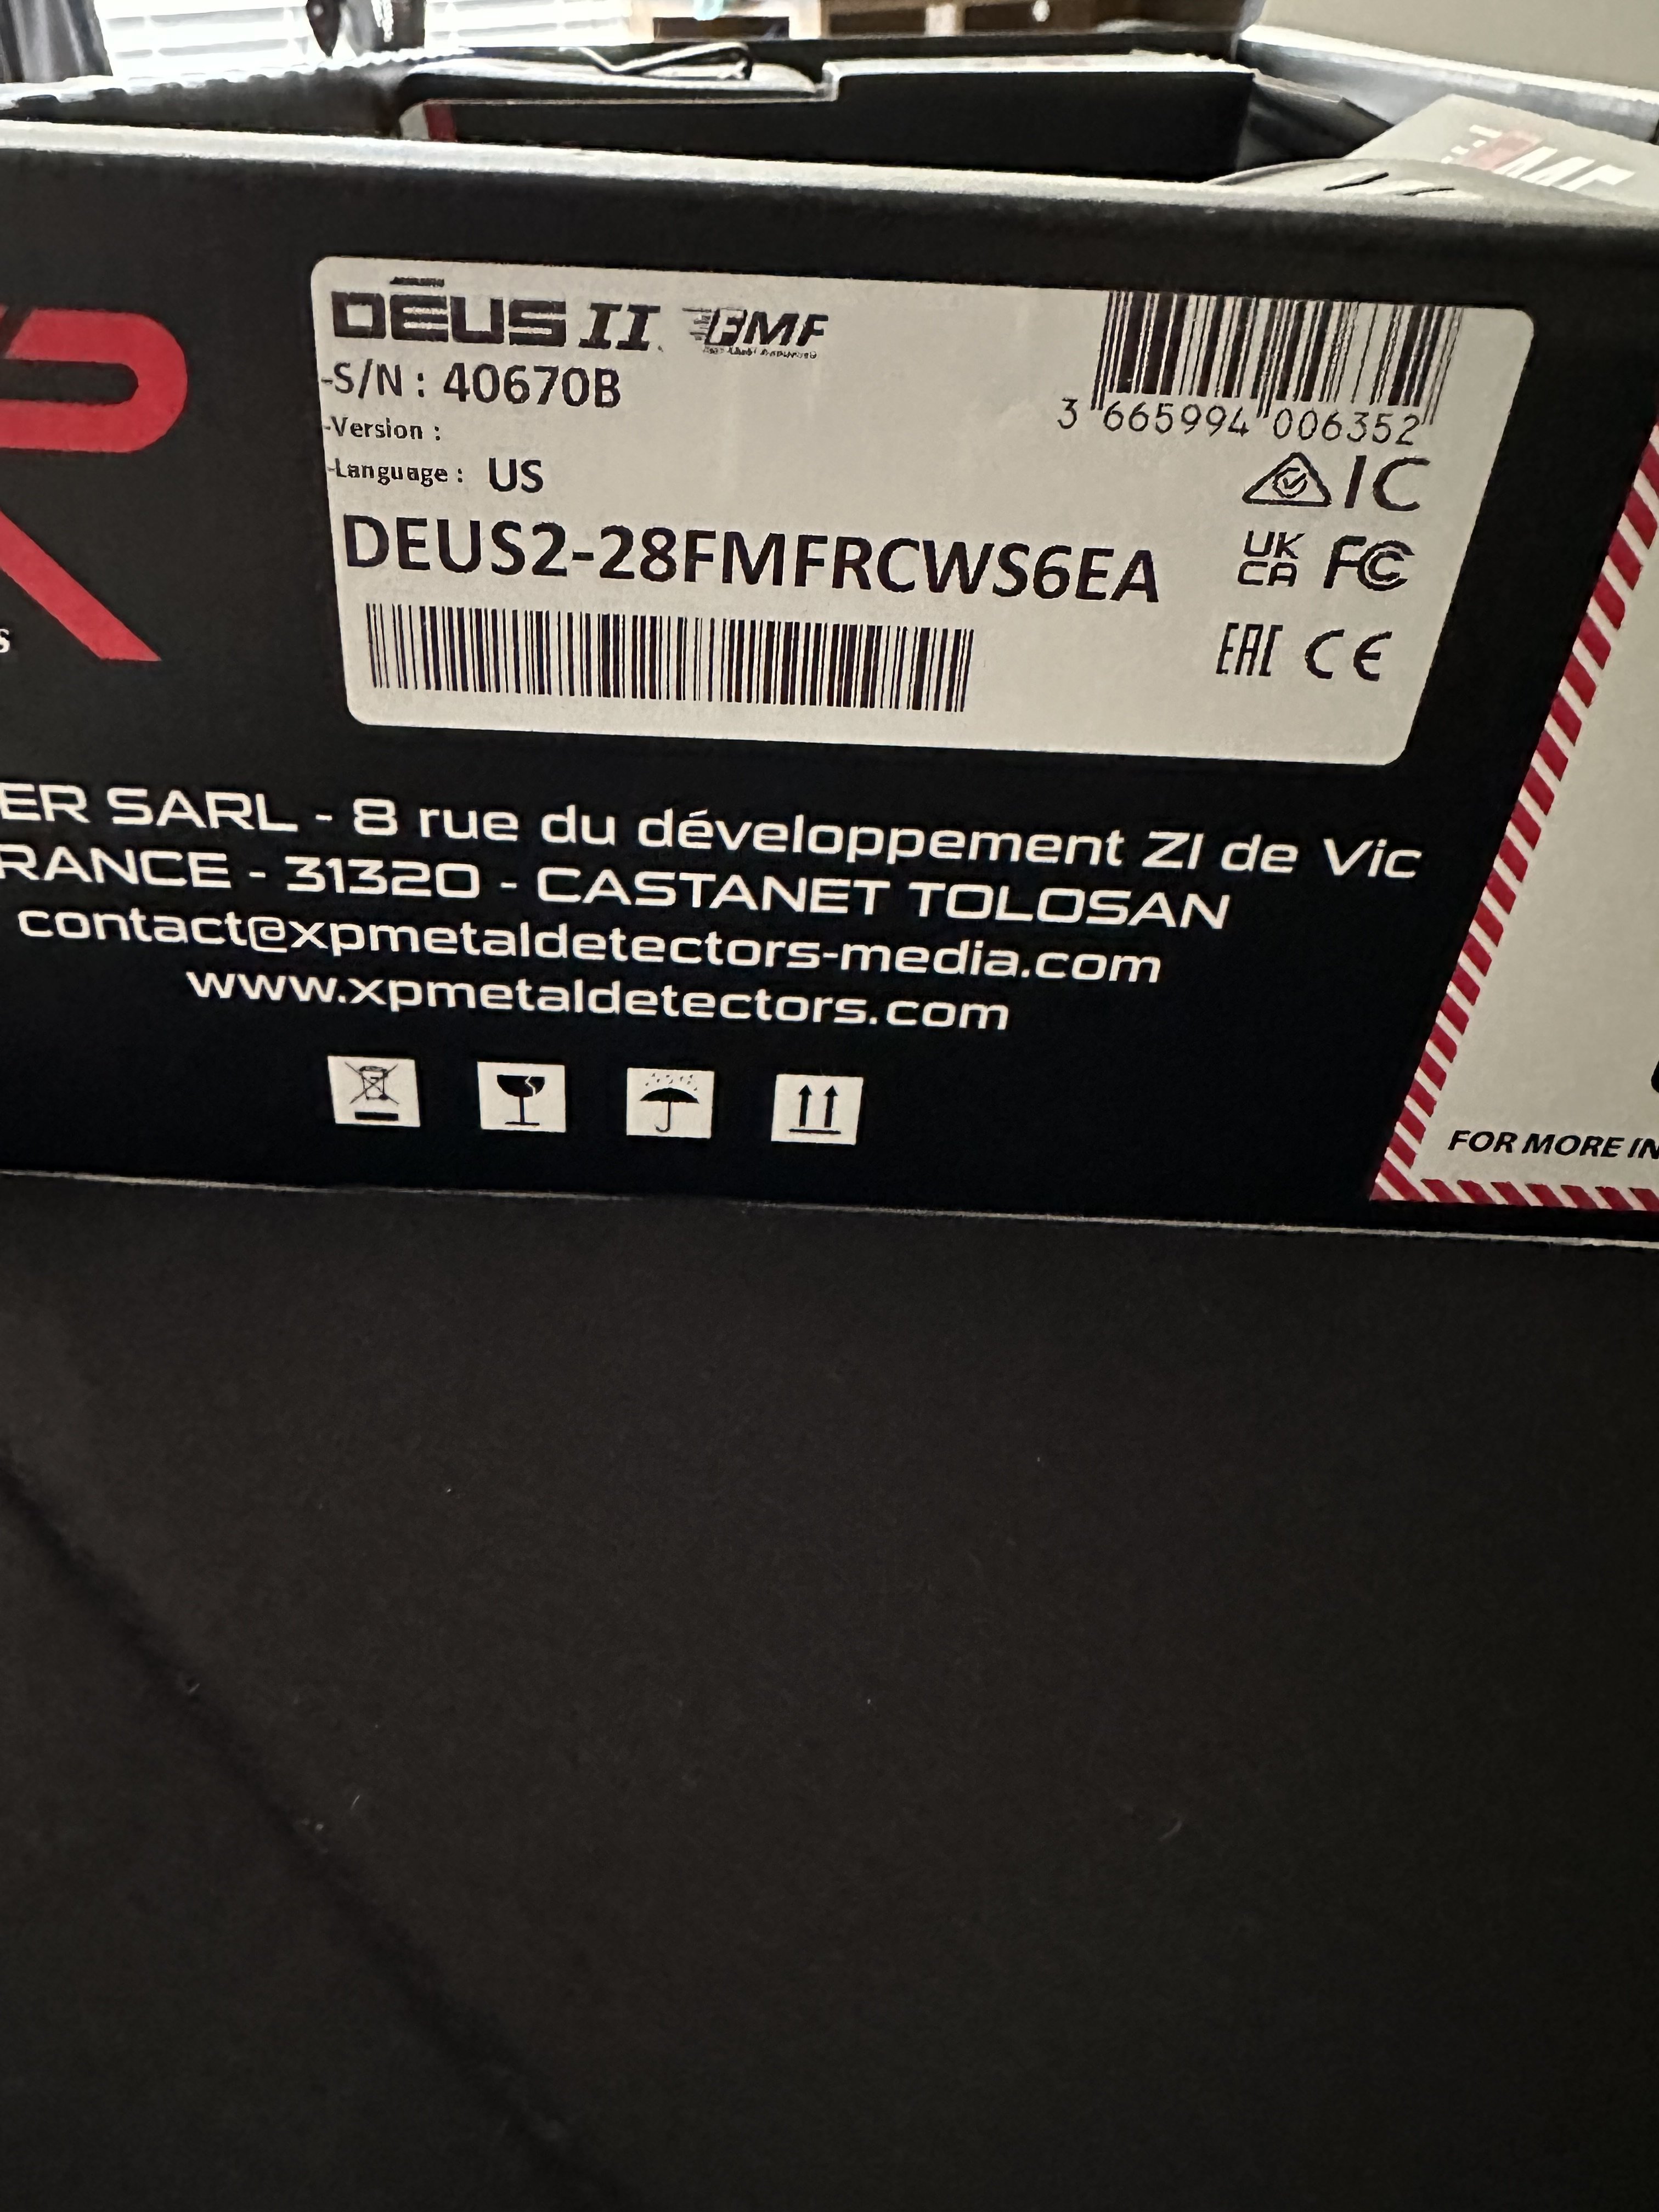 DEUS II FMF
-S/N : 40670B
-Version :
-Language : US
DEUS2-28FMFRCWS6EA
3 665994 006352
IC
UK
CA FC
EAC CE
R
S
ER SARL - 8 rue du développement ZI de Vic
RANCE - 31320 - CASTANET TOLOSAN
contact@xpmetaldetectors-media.com
www.xpmetaldetectors.com
FOR MORE IN